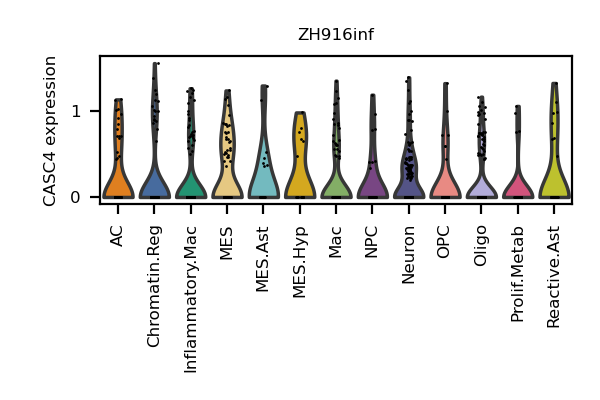 ZH916inf
CASC4 expression
1
0
AC
Chromatin.Reg
Inflammatory.Mac
MES
MES.Ast
MES.Hyp
Mac
NPC
Neuron
OPC
Oligo
Prolif.Metab
Reactive.Ast